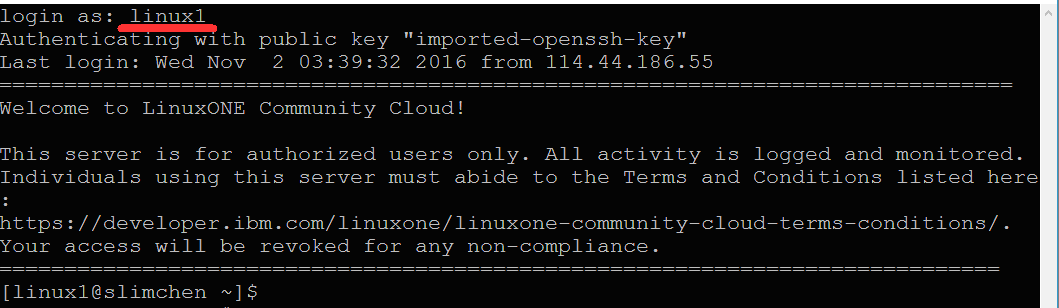 login as: linux1
Authenticating with public key "imported-openssh-key"
Last login: Wed Nov  2 03:39:32 2016 from 114.44.186.55
==============================================================================
Welcome to LinuxONE Community Cloud!
This server is for authorized users only. All activity is logged and monitored.
Individuals using this server must abide to the Terms and Conditions listed here
:
https://developer.ibm.com/linuxone/linuxone-community-cloud-terms-conditions/.
Your access will be revoked for any non-compliance.
=============================================================================
[linux1@slimchen ~]$